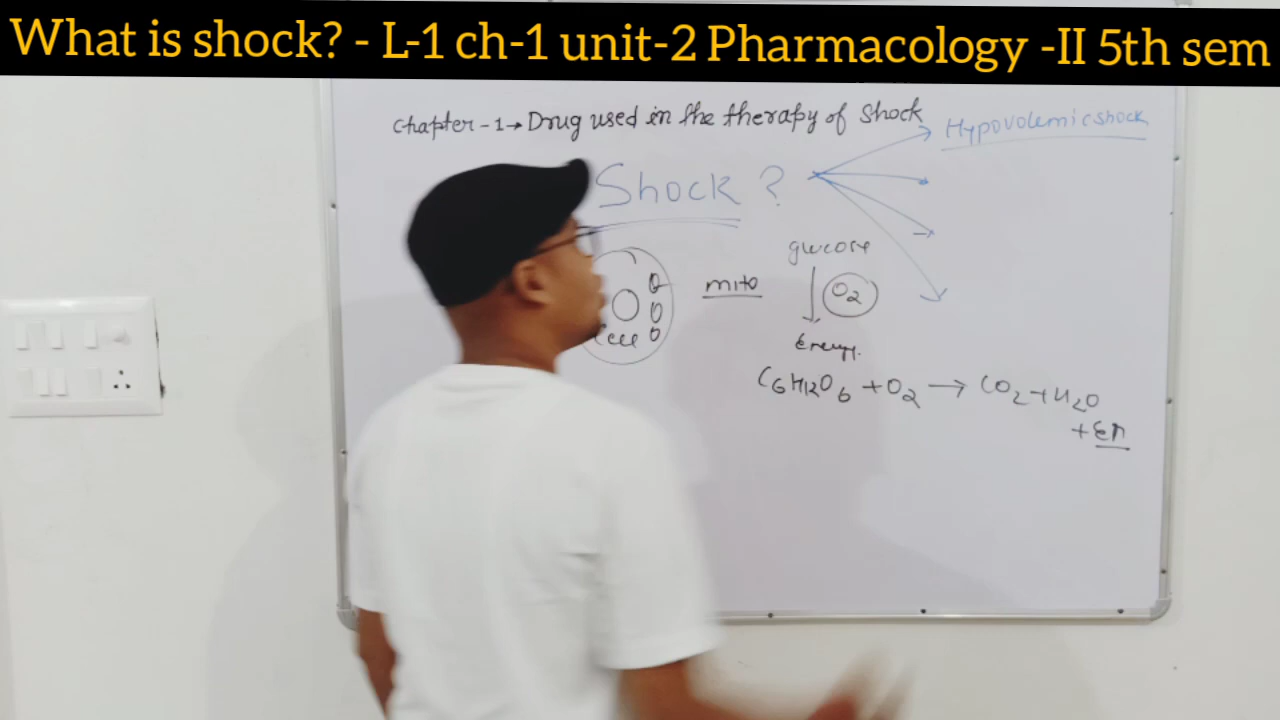 What is shock? - L-1 ch-1 unit-2 Pharmacology -II 5th sem
Chapter-1→ Drug used in the therapy of Shock
Hypovolemic shock
Shock ?
glucose
mito
O2
Cell
Energy.
C6H12O6 + O2 → CO2 + H2O
+ En